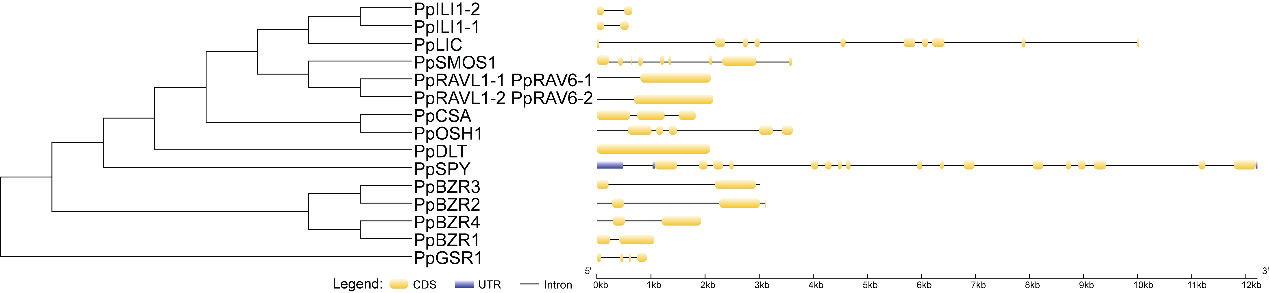 PpILI1-2
PpILI1-1
PpLIC
PpSMOS1
PpRAVL1-1 PpRAV6-1
PpRAVL1-2 PpRAV6-2
PpCSA
PpOSH1
PpDLT
PpSPY
PpBZR3
PpBZR2
PpBZR4
PpBZR1
PpGSR1
5' 3'
Legend: CDS UTR Intron
0kb 1kb 2kb 3kb 4kb 5kb 6kb 7kb 8kb 9kb 10kb 11kb 12kb